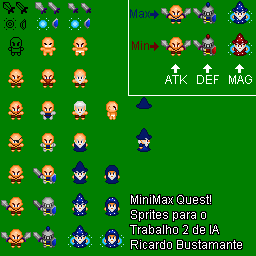 Max→
Min→
ATK DEF MAG
MiniMax Quest!
Sprites para o
Trabalho 2 de IA
Ricardo Bustamante